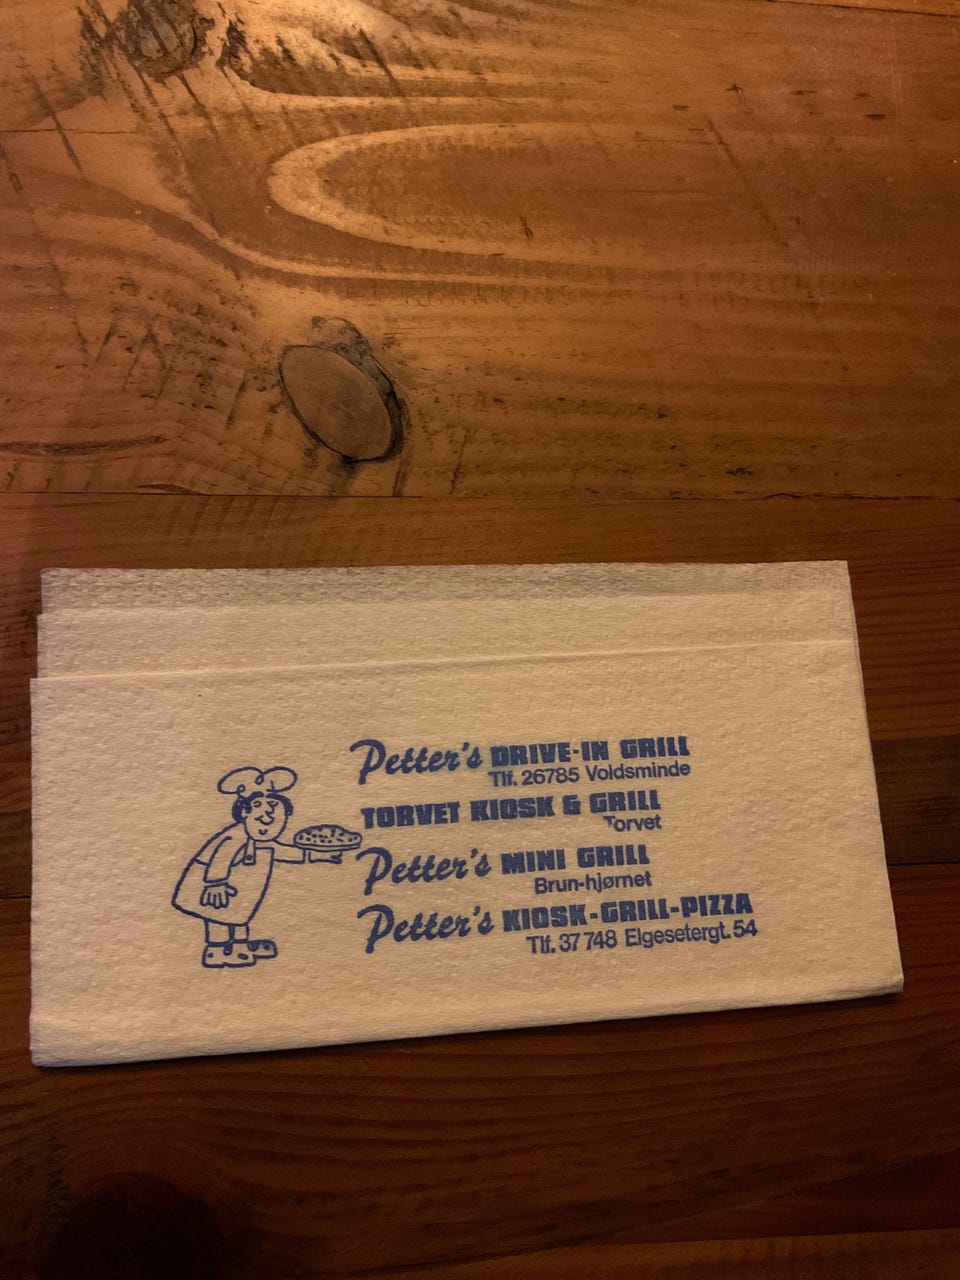 Petter's DRIVE-IN GRILL
Tlf. 26785 Voldsminde
TORVET KIOSK & GRILL
Torvet
Petter's MINI GRILL
Brun-hjørnet
Petter's KIOSK-GRILL-PIZZA
Tlf. 37 748 Elgesetergt. 54